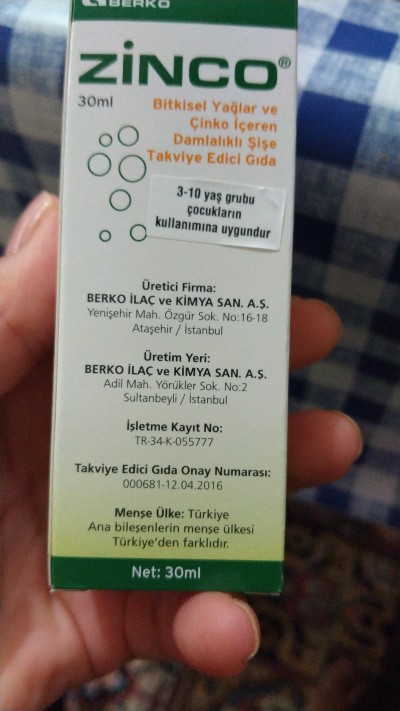 BERKO
ZiNCO®
30ml
Bitkisel Yağlar ve
Çinko İçeren
Damlalıklı Şişe
Takviye Edici Gıda
3-10 yaş grubu
çocukların
kullanımına uygundur
Üretici Firma:
BERKO İLAÇ ve KİMYA SAN. A.Ş.
Yenişehir Mah. Özgür Sok. No:16-18
Ataşehir / İstanbul
Üretim Yeri:
BERKO İLAÇ ve KİMYA SAN. A.Ş.
Adil Mah. Yörükler Sok. No:2
Sultanbeyli / İstanbul
İşletme Kayıt No:
TR-34-K-055777
Takviye Edici Gıda Onay Numarası:
000681-12.04.2016
Menşe Ülke: Türkiye
Ana bileşenlerin menşe ülkesi
Türkiye'den farklıdır.
Net: 30ml